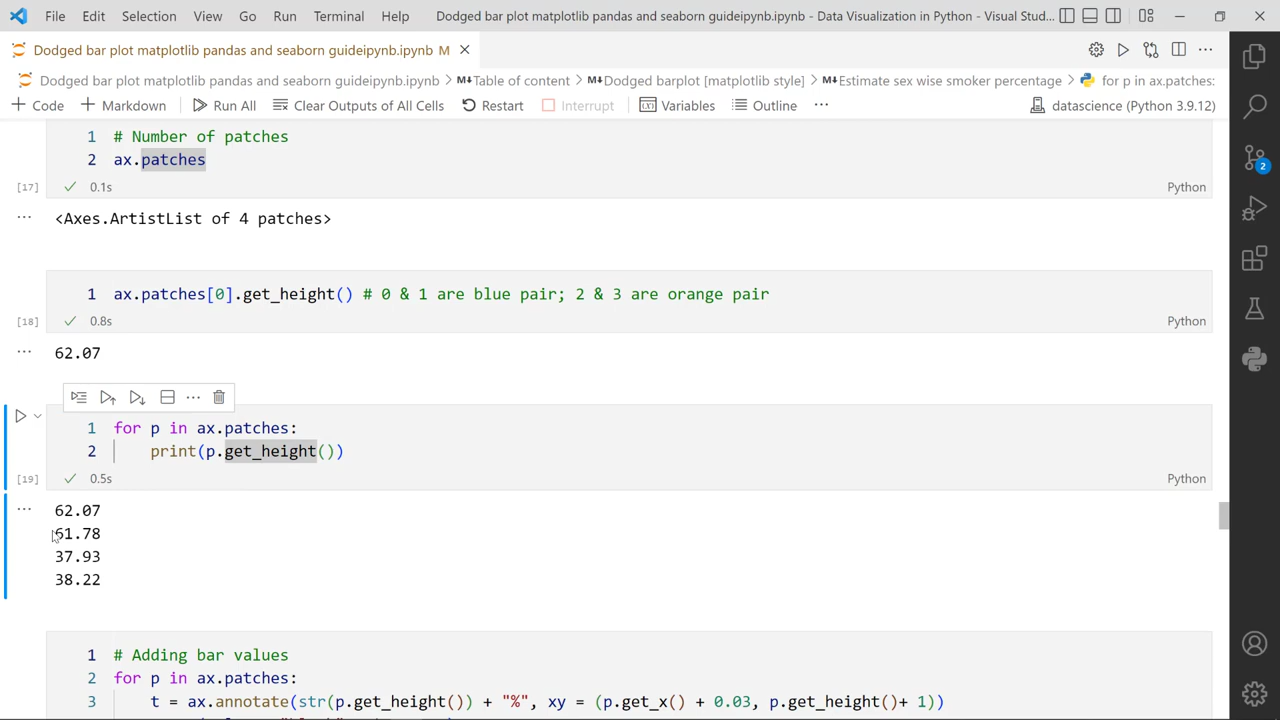 File Edit Selection View Go Run Terminal Help Dodged bar plot matplotlib pandas and seaborn guideipynb.ipynb - Data Visualization in Python - Visual Stud...
Dodged bar plot matplotlib pandas and seaborn guideipynb.ipynb M
Dodged bar plot matplotlib pandas and seaborn guideipynb.ipynb > M↓Table of content > M↓Dodged barplot [matplotlib style] > M↓Estimate sex wise smoker percentage > for p in ax.patches:
+ Code + Markdown Run All Clear Outputs of All Cells Restart Interrupt Variables Outline ... datascience (Python 3.9.12)
1 # Number of patches
2 ax.patches
[17] ✓ 0.1s Python
... <Axes.ArtistList of 4 patches>
1 ax.patches[0].get_height() # 0 & 1 are blue pair; 2 & 3 are orange pair
[18] ✓ 0.8s Python
... 62.07
1 for p in ax.patches:
2 print(p.get_height())
[19] ✓ 0.5s Python
... 62.07
61.78
37.93
38.22
1 # Adding bar values
2 for p in ax.patches:
3 t = ax.annotate(str(p.get_height()) + "%", xy = (p.get_x() + 0.03, p.get_height()+ 1))
2